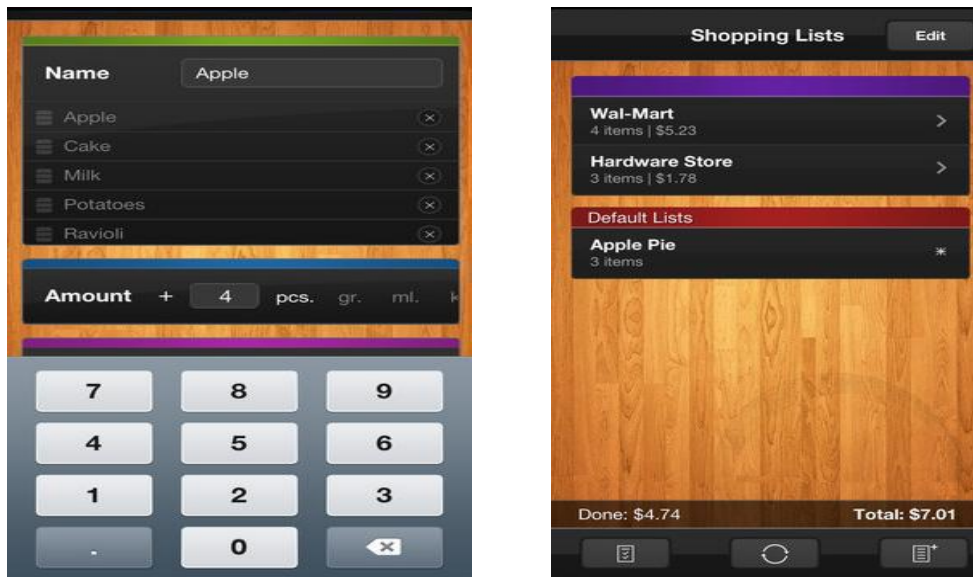 Name Apple
Apple
Cake
Milk
Potatoes
Ravioli
Amount + 4 pcs. gr. ml. k
7 8 9
4 5 6
1 2 3
. 0
Shopping Lists Edit
Wal-Mart
4 items | $5.23
Hardware Store
3 items | $1.78
Default Lists
Apple Pie
3 items
Done: $4.74 Total: $7.01